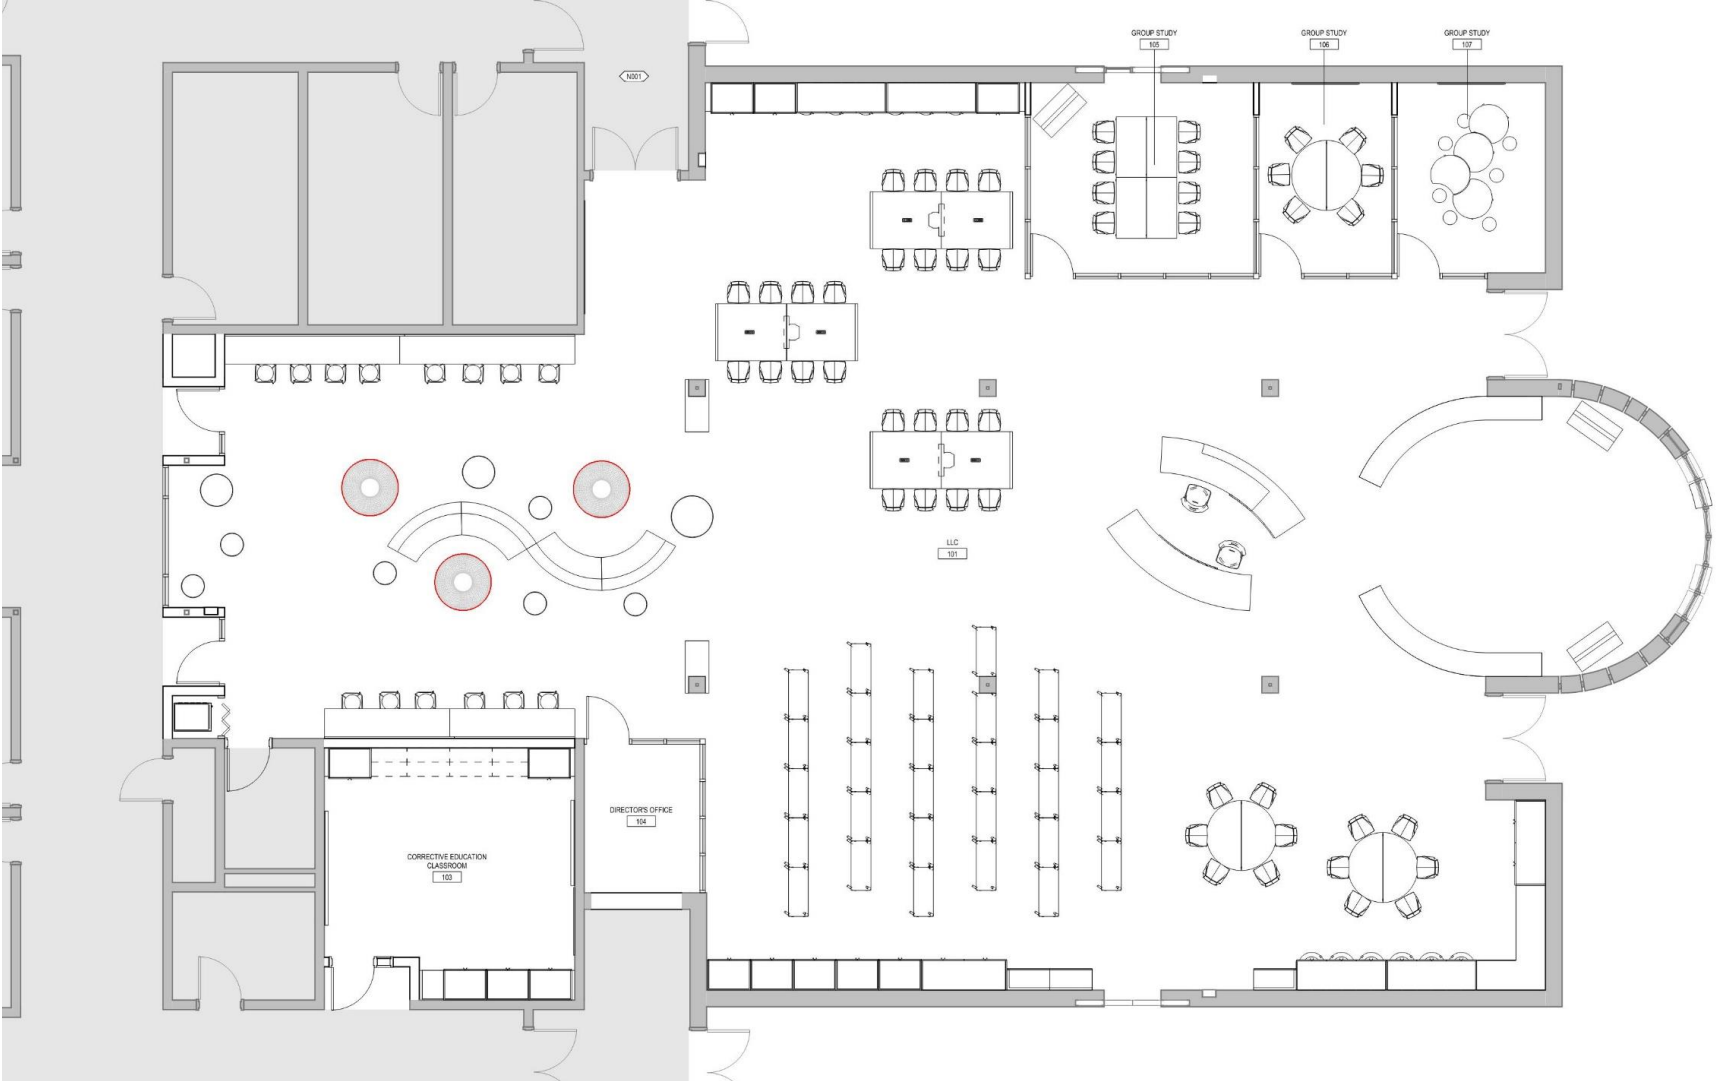 GROUP STUDY
105
GROUP STUDY
106
GROUP STUDY
107
N001
LLC
101
DIRECTOR'S OFFICE
104
CORRECTIVE EDUCATION
CLASSROOM
103